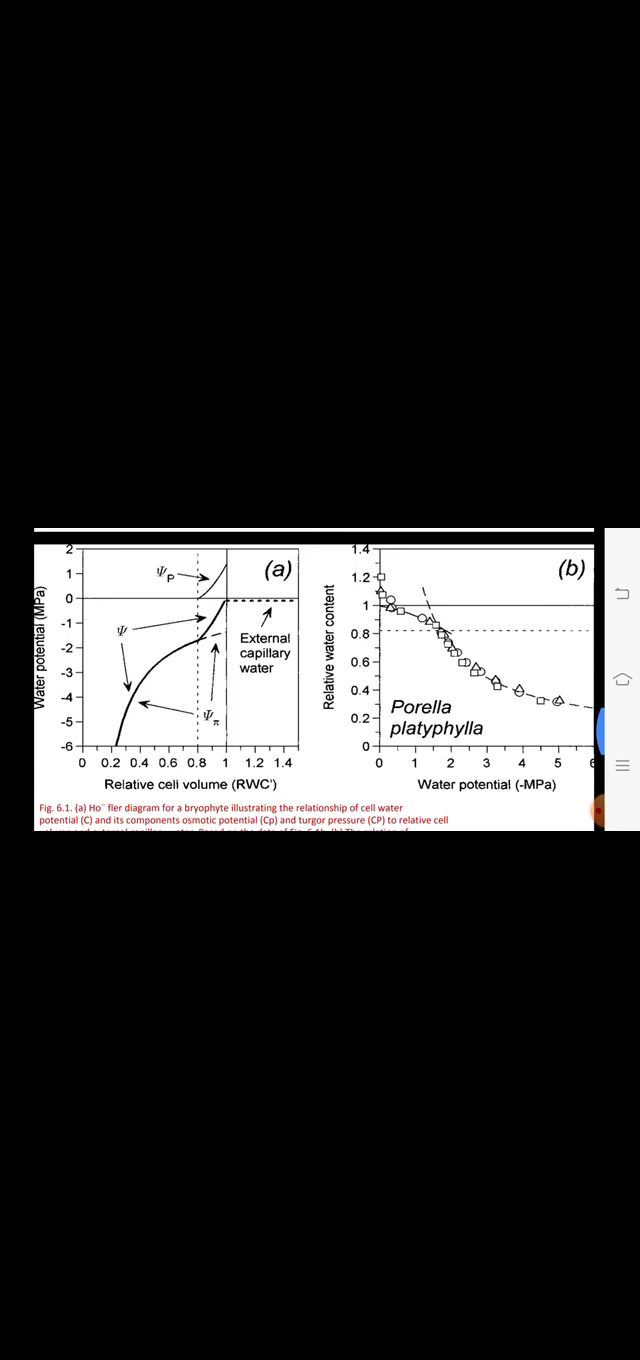 (a)
2
1
0
-1
-2
-3
-4
-5
-6
Water potential (MPa)
Ψ_P
Ψ
Ψ_π
External
capillary
water
0 0.2 0.4 0.6 0.8 1 1.2 1.4
Relative cell volume (RWC')
(b)
1.4
1.2
1
0.8
0.6
0.4
0.2
0
Relative water content
Porella
platyphylla
0 1 2 3 4 5 6
Water potential (-MPa)
Fig. 6.1. (a) Ho¨ fler diagram for a bryophyte illustrating the relationship of cell water
potential (C) and its components osmotic potential (Cp) and turgor pressure (CP) to relative cell